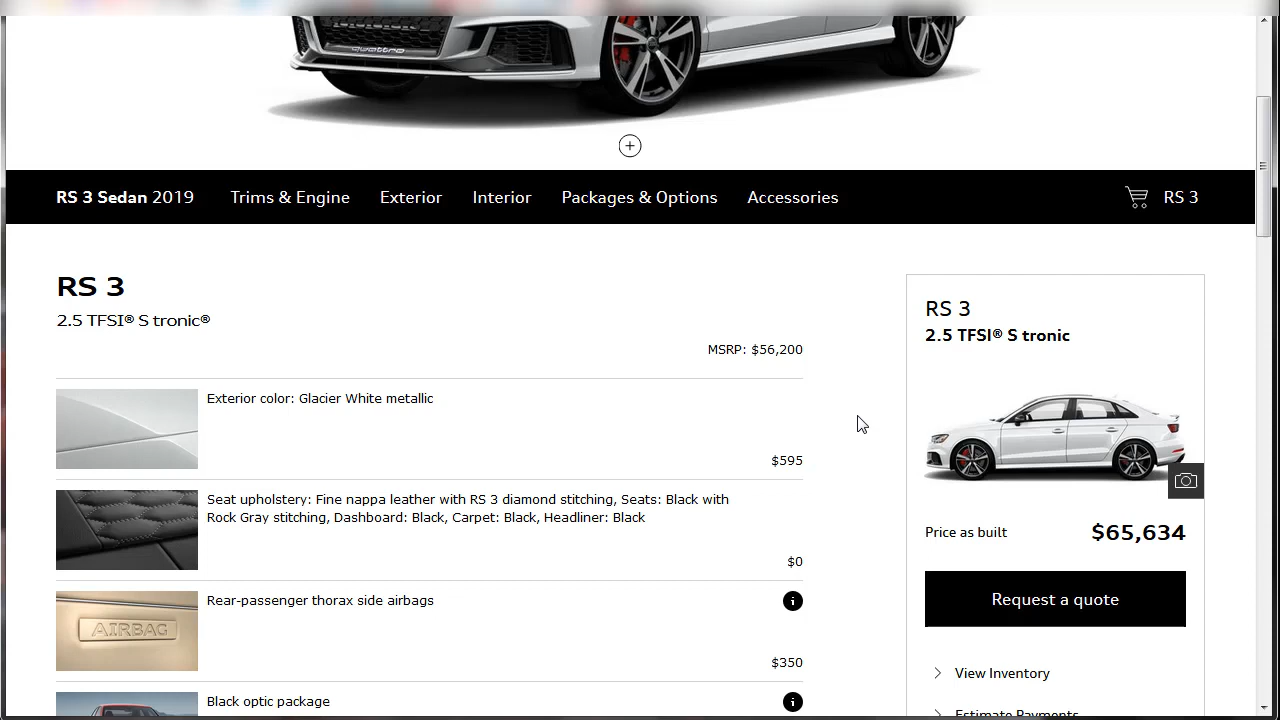 quattro
RS 3 Sedan 2019 Trims & Engine Exterior Interior Packages & Options Accessories RS 3
RS 3
2.5 TFSI® S tronic®
MSRP: $56,200
Exterior color: Glacier White metallic
$595
Seat upholstery: Fine nappa leather with RS 3 diamond stitching, Seats: Black with
Rock Gray stitching, Dashboard: Black, Carpet: Black, Headliner: Black
$0
AIRBAG
Rear-passenger thorax side airbags
i
$350
Black optic package
i
RS 3
2.5 TFSI® S tronic
Price as built $65,634
Request a quote
View Inventory
Estimate Payments